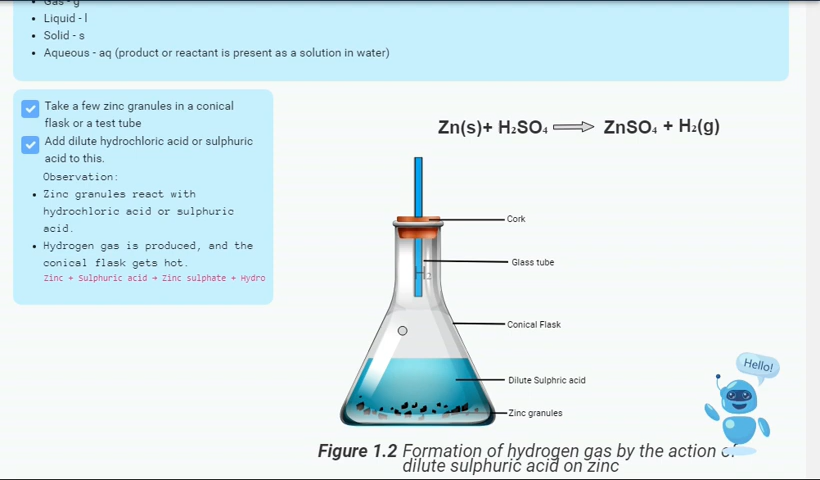 Gas - g
Liquid - l
Solid - s
Aqueous - aq (product or reactant is present as a solution in water)
Take a few zinc granules in a conical
flask or a test tube
Add dilute hydrochloric acid or sulphuric
acid to this.
Observation:
Zinc granules react with
hydrochloric acid or sulphuric
acid.
Hydrogen gas is produced, and the
conical flask gets hot.
Zinc + Sulphuric acid → Zinc sulphate + Hydro
Zn(s)+ H₂SO₄ ⟹ ZnSO₄ + H₂(g)
Cork
Glass tube
H₂
Conical Flask
Dilute Sulphric acid
Zinc granules
Hello!
Figure 1.2 Formation of hydrogen gas by the action of
dilute sulphuric acid on zinc